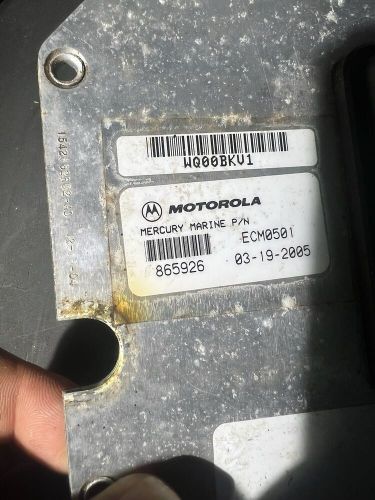 WQ00BKV1
MOTOROLA
MERCURY MARINE P/N
ECM0501
865926 03-19-2005